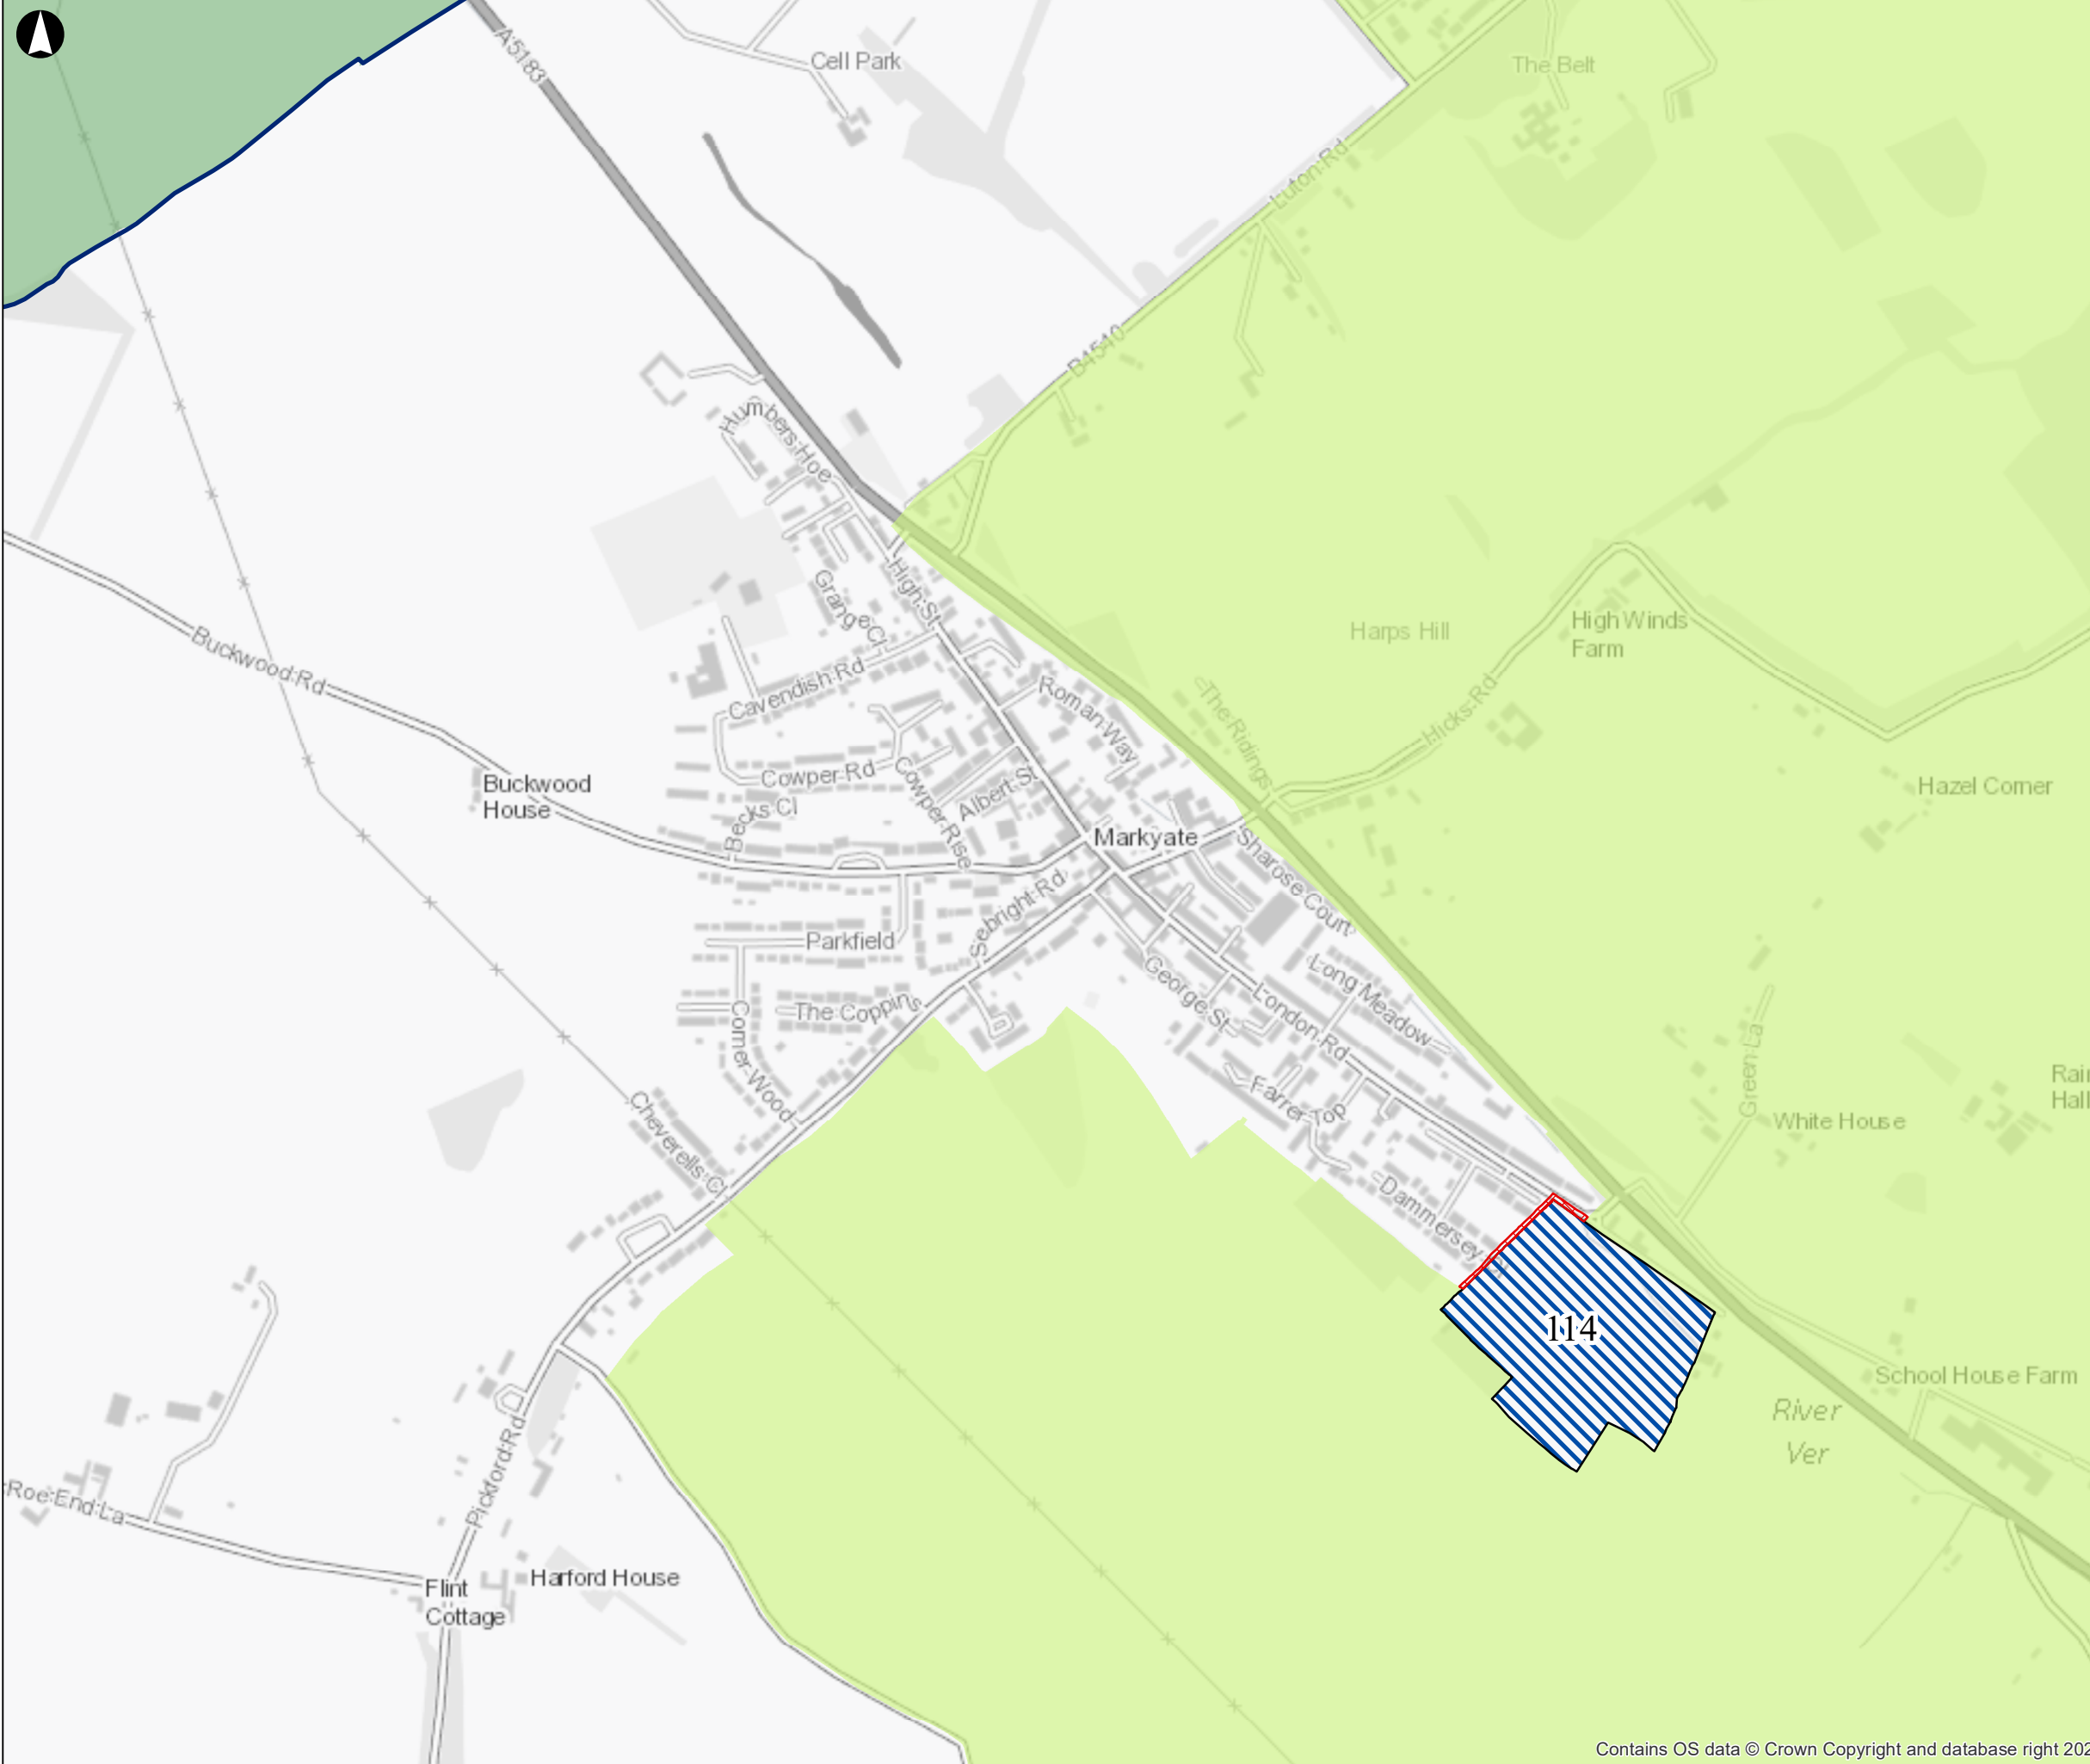 A5183
Cell Park
The Belt
Luton Rd
B4540
Humbers Hoe
High St
Grange Cl
Harps Hill
High Winds
Farm
Buckwood Rd
Cavendish Rd
Roman Way
The Ridings
Hicks Rd
Buckwood
House
Cowper Rd
Cowper Rise
Albert St
Becks Cl
Hazel Corner
Markyate
Sharose Court
Sebright Rd
Parkfield
George St
London Rd
Long Meadow
The Coppins
Corner Wood
Green La
Cheverells Cl
Farrer Top
White House
Dammersey Cl
114
School House Farm
River
Ver
Pickford Rd
Roe End La
Flint
Cottage
Harford House
Contains OS data © Crown Copyright and database right